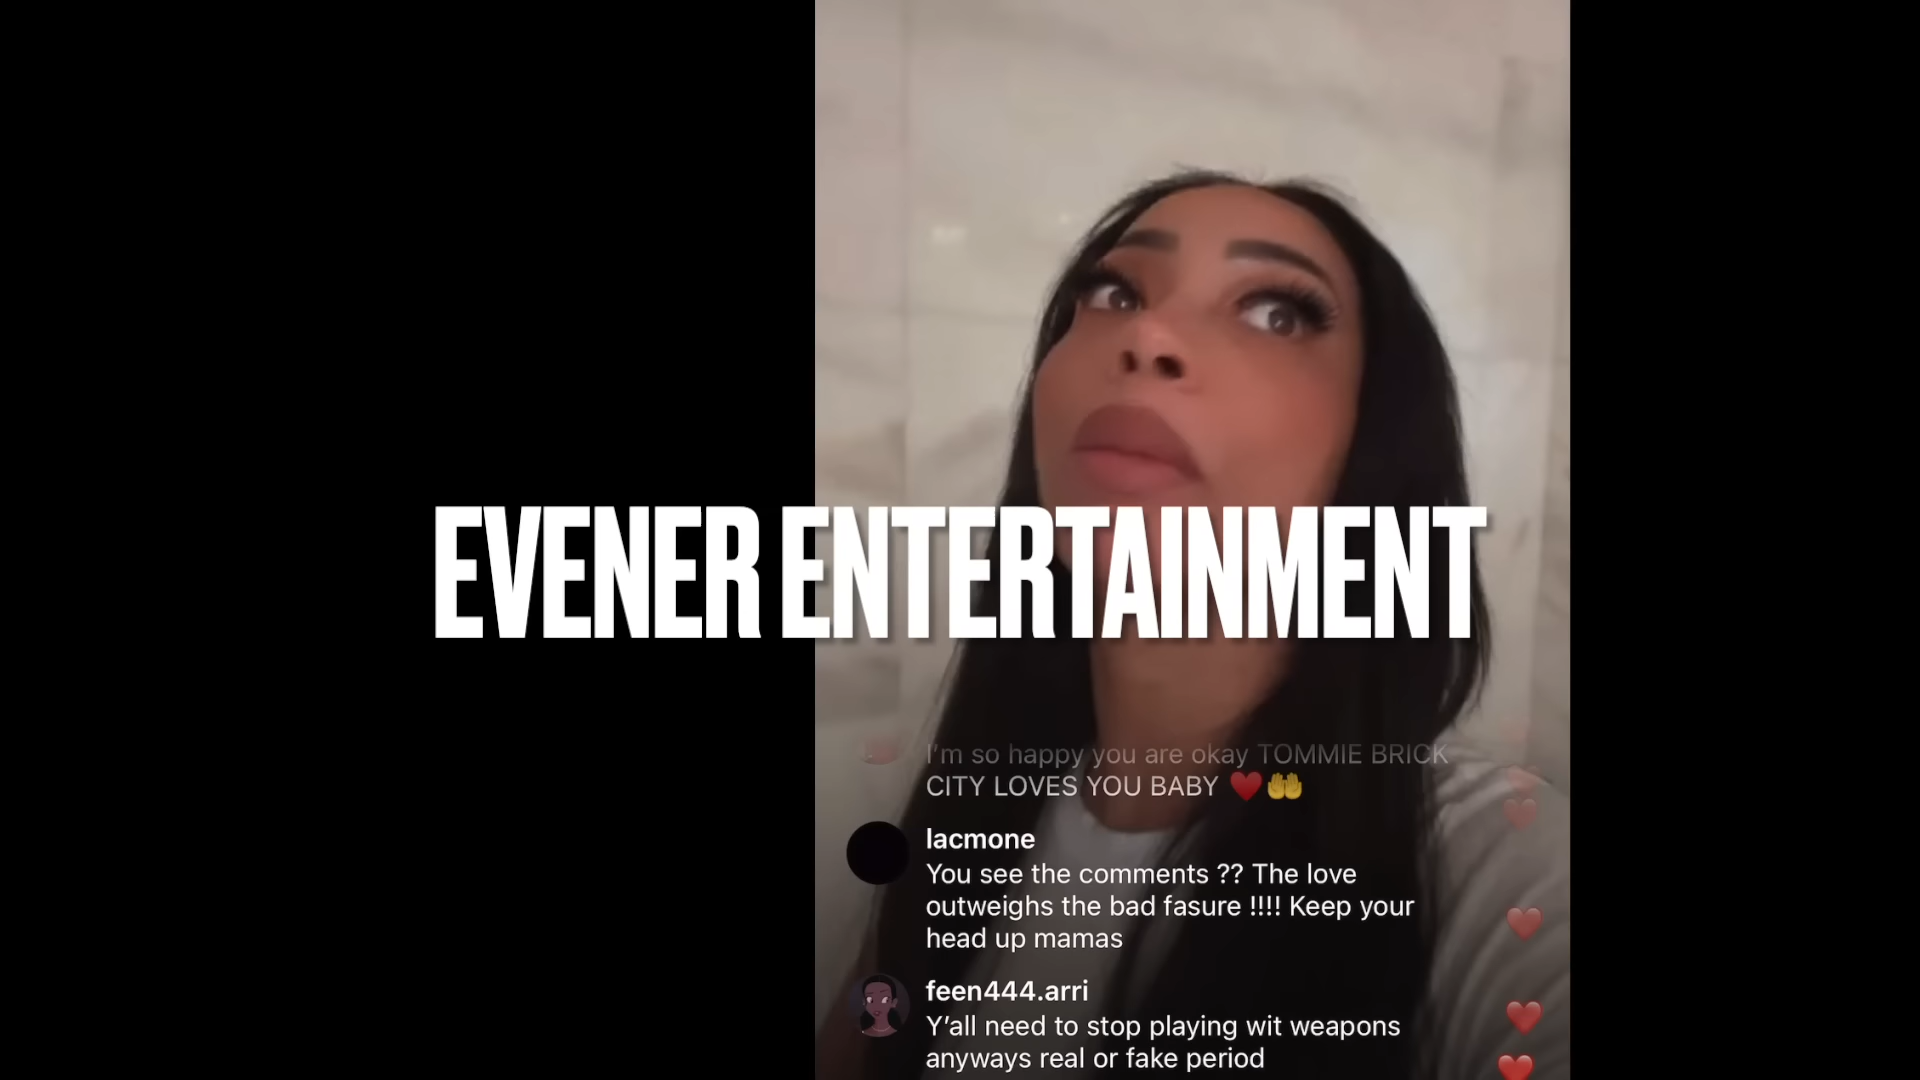 EVENER ENTERTAINMENT
I'm so happy you are okay TOMMIE BRICK
CITY LOVES YOU BABY ❤️🤲
lacmone
You see the comments ?? The love
outweighs the bad fasure !!!! Keep your
head up mamas
feen444.arri
Y'all need to stop playing wit weapons
anyways real or fake period